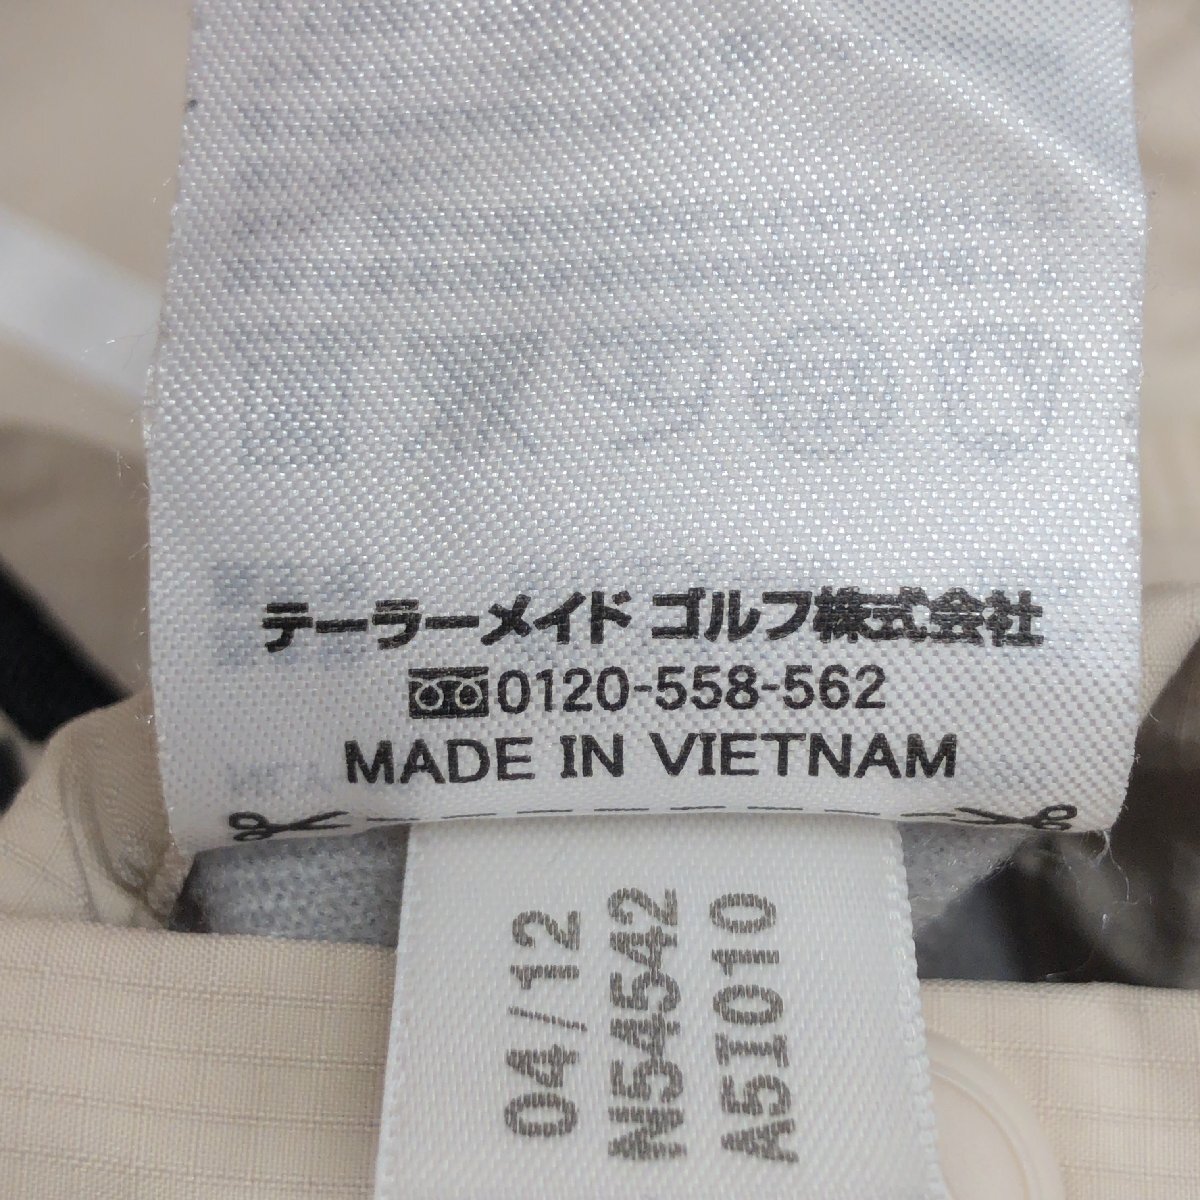 テーラーメイド ゴルフ株式会社
0120-558-562
MADE IN VIETNAM
04/12
N54542
A5I010